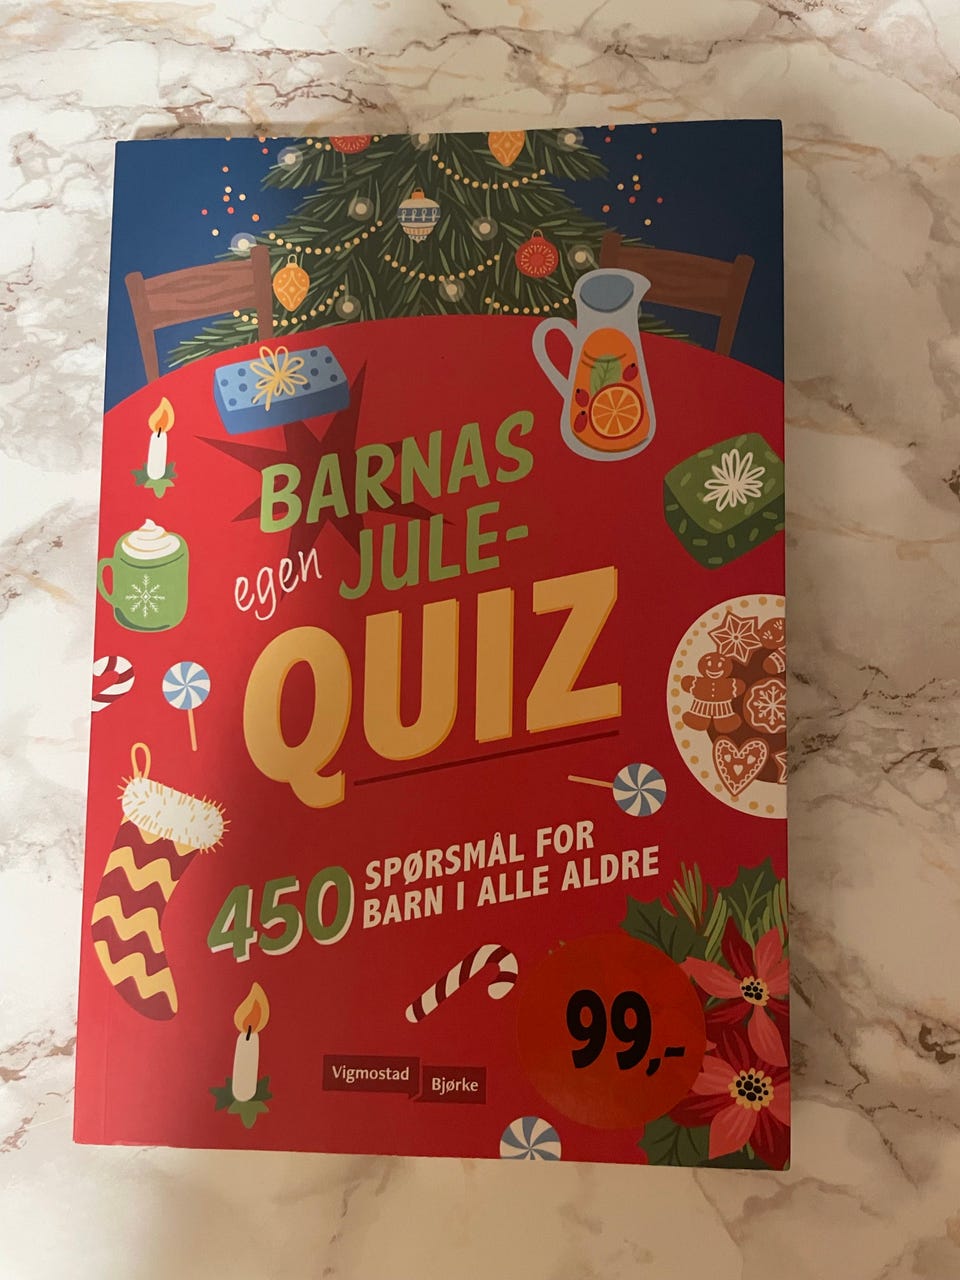 BARNAS
egen JULE-
QUIZ
450 SPØRSMÅL FOR
BARN I ALLE ALDRE
99,-
Vigmostad
Bjørke